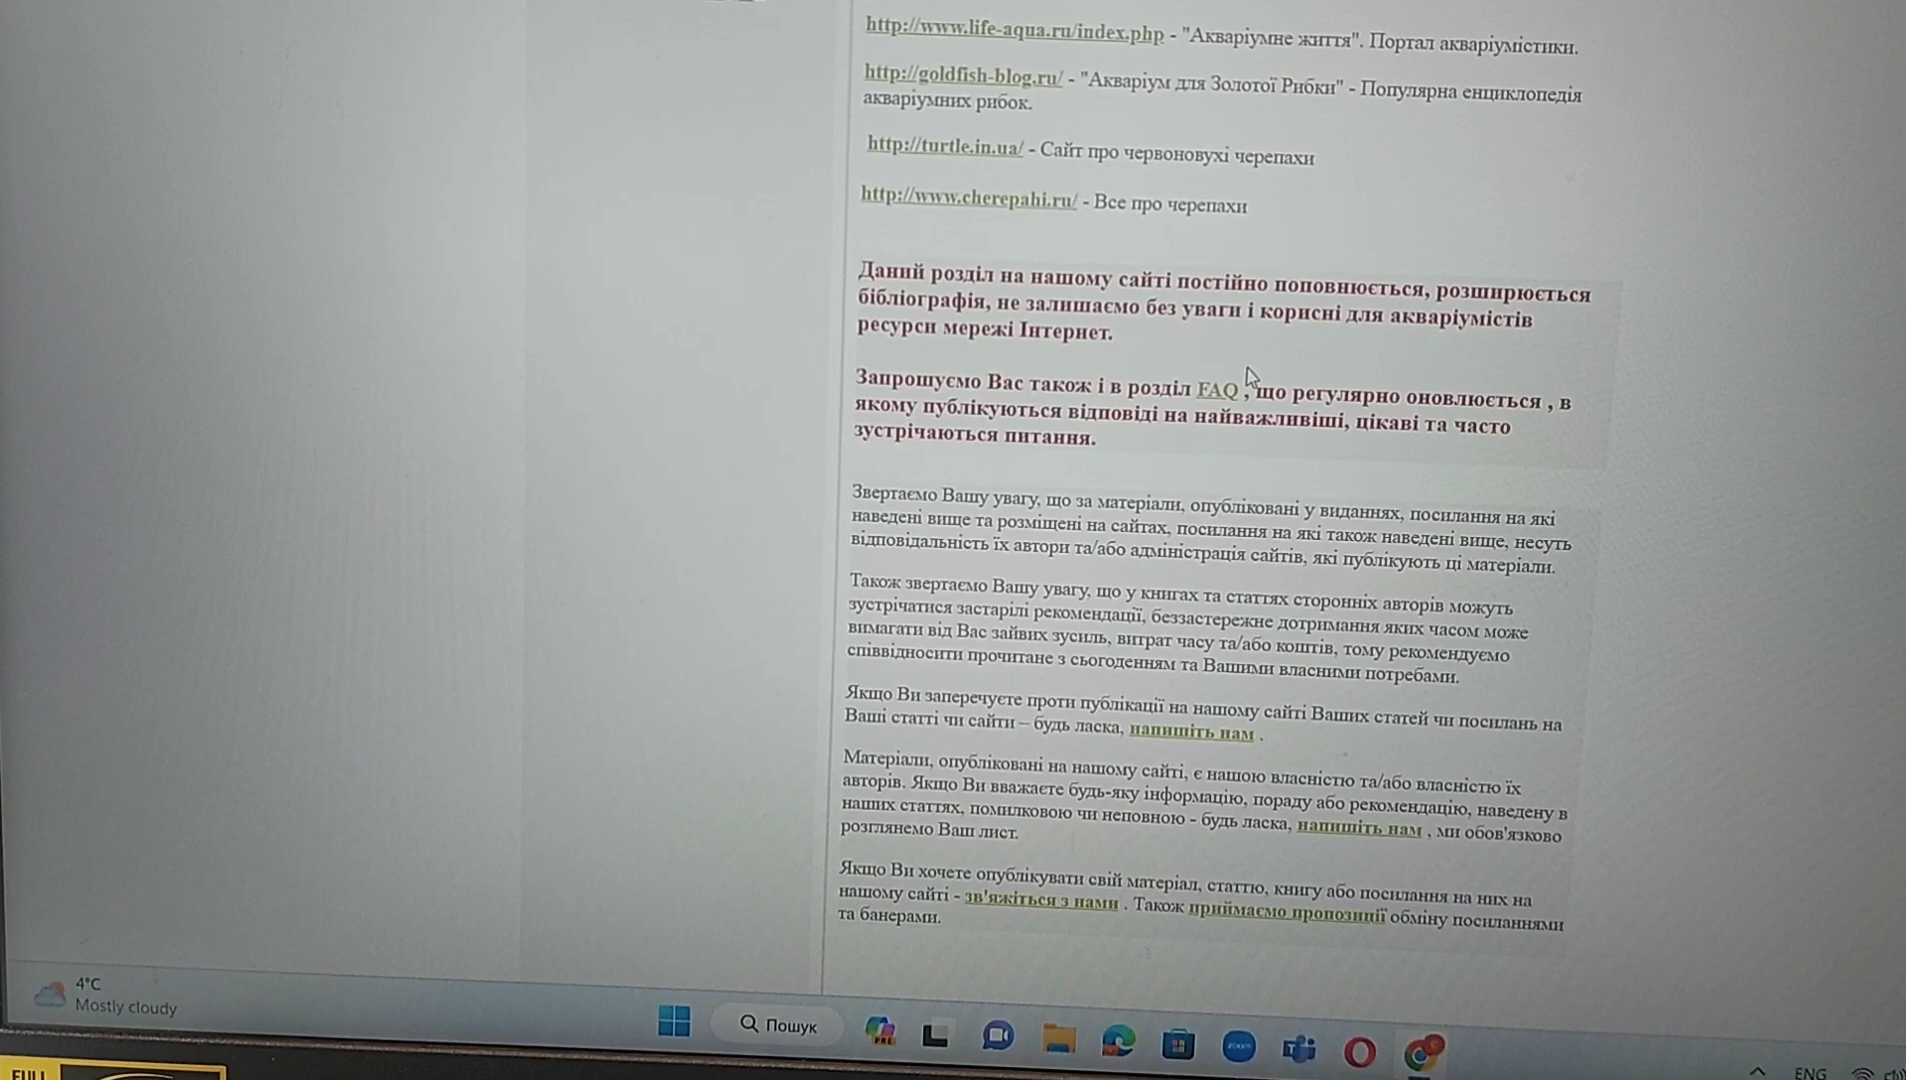 http://www.life-aqua.ru/index.php - "Акваріумне життя". Портал акваріумістики.
http://goldfish-blog.ru/ - "Акваріум для Золотої Рибки" - Популярна енциклопедія
акваріумних рибок.
http://turtle.in.ua/ - Сайт про червоновухі черепахи
http://www.cherepahi.ru/ - Все про черепахи
Даний розділ на нашому сайті постійно поповнюється, розширюється
бібліографія, не залишаємо без уваги і корисні для акваріумістів
ресурси мережі Інтернет.
Запрошуємо Вас також і в розділ FAQ , що регулярно оновлюється , в
якому публікуються відповіді на найважливіші, цікаві та часто
зустрічаються питання.
Звертаємо Вашу увагу, що за матеріали, опубліковані у виданнях, посилання на які
наведені вище та розміщені на сайтах, посилання на які також наведені вище, несуть
відповідальність їх автори та/або адміністрація сайтів, які публікують ці матеріали.
Також звертаємо Вашу увагу, що у книгах та статтях сторонніх авторів можуть
зустрічатися застарілі рекомендації, беззастережне дотримання яких часом може
вимагати від Вас зайвих зусиль, витрат часу та/або коштів, тому рекомендуємо
співвідносити прочитане з сьогоденням та Вашими власними потребами.
Якщо Ви заперечуєте проти публікації на нашому сайті Ваших статей чи посилань на
Ваші статті чи сайти – будь ласка, напишіть нам .
Матеріали, опубліковані на нашому сайті, є нашою власністю та/або власністю їх
авторів. Якщо Ви вважаєте будь-яку інформацію, пораду або рекомендацію, наведену в
наших статтях, помилковою чи неповною - будь ласка, напишіть нам , ми обов'язково
розглянемо Ваш лист.
Якщо Ви хочете опублікувати свій матеріал, статтю, книгу або посилання на них на
нашому сайті - зв'яжіться з нами . Також приймаємо пропозиції обміну посиланнями
та банерами.
4°C
Mostly cloudy
Пошук
PRE
zoom
ENG
FULL